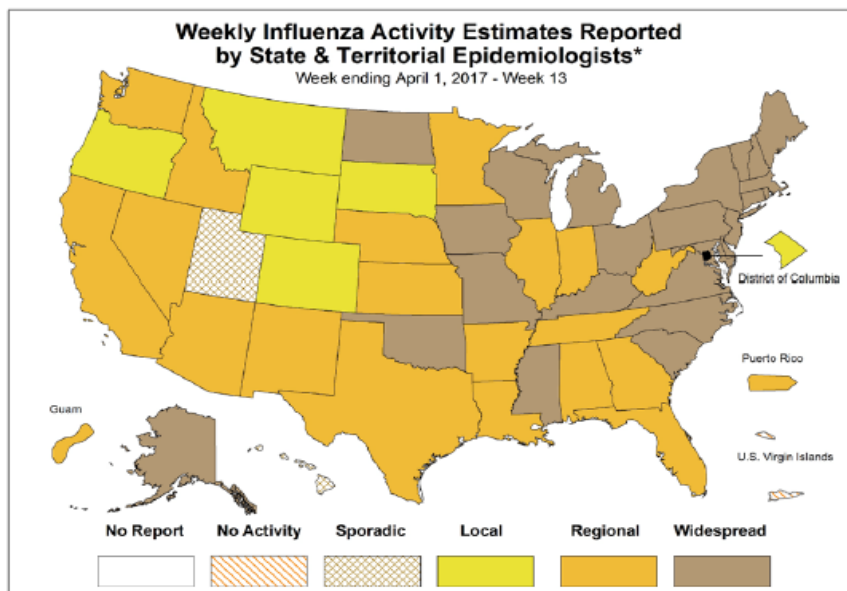 Weekly Influenza Activity Estimates Reported
by State & Territorial Epidemiologists*
Week ending April 1, 2017 - Week 13
District of Columbia
Puerto Rico
Guam
U.S. Virgin Islands
No Report No Activity Sporadic Local Regional Widespread